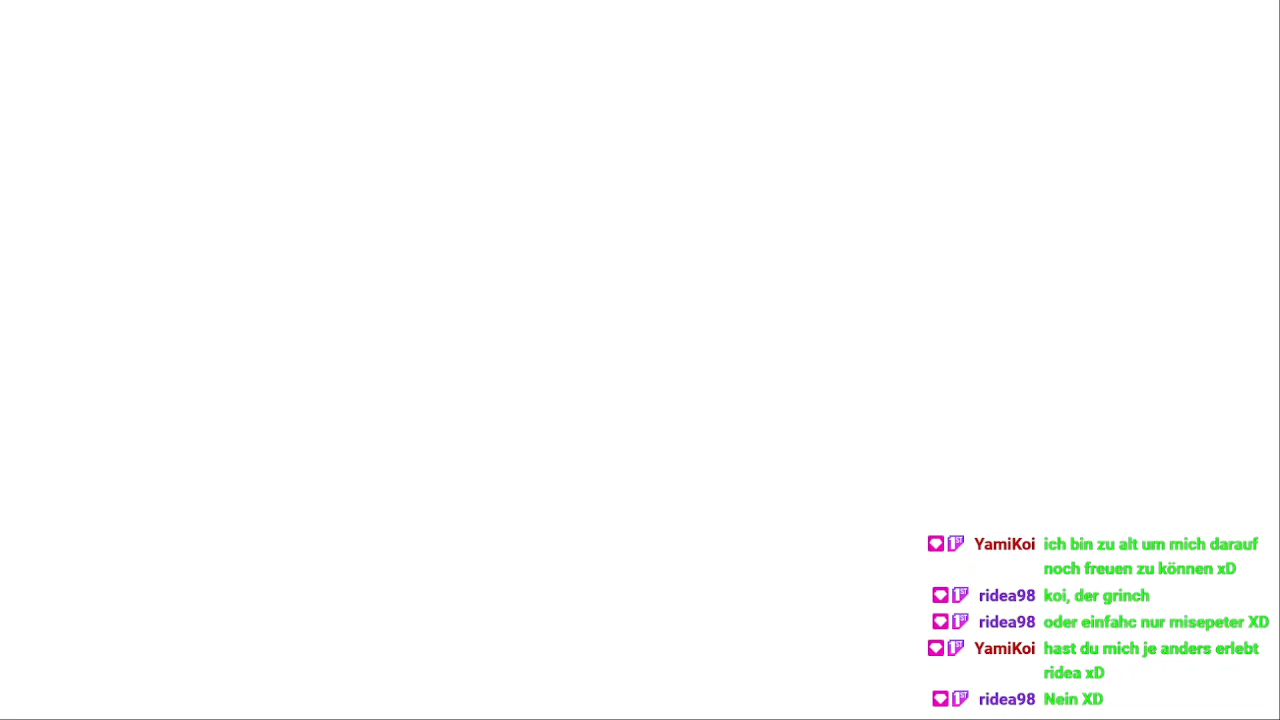 YamiKoi ich bin zu alt um mich darauf
noch freuen zu können xD
ridea98 koi, der grinch
ridea98 oder einfahc nur misepeter XD
YamiKoi hast du mich je anders erlebt
ridea xD
ridea98 Nein XD